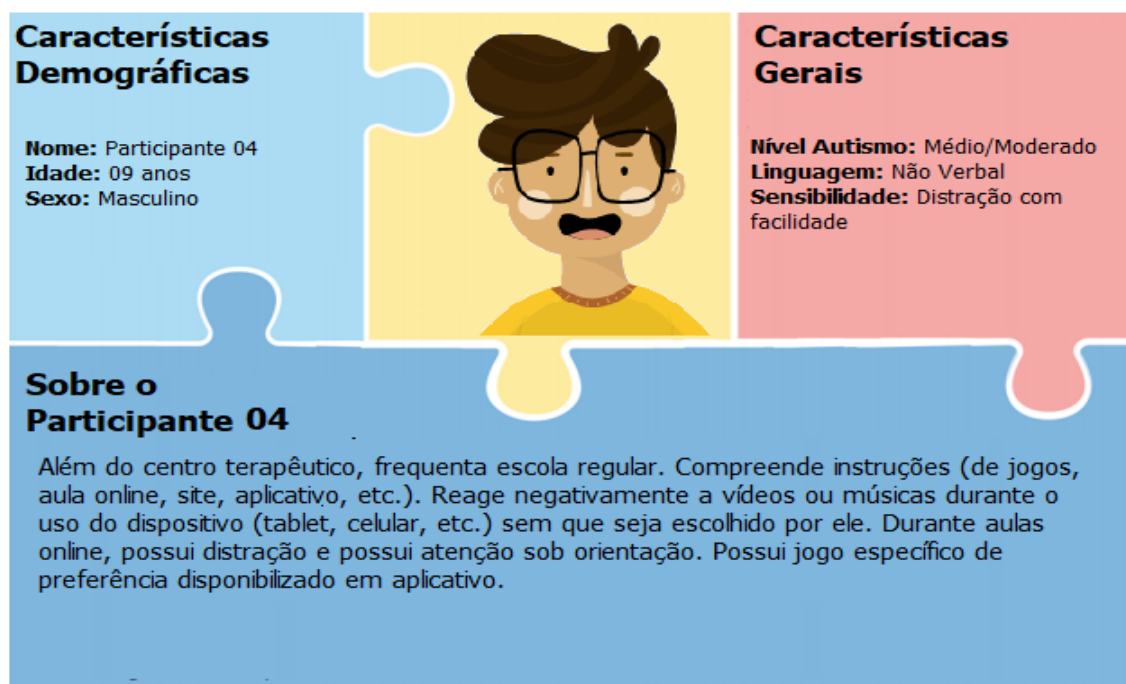 Características
Demográficas
Nome: Participante 04
Idade: 09 anos
Sexo: Masculino
Características
Gerais
Nível Autismo: Médio/Moderado
Linguagem: Não Verbal
Sensibilidade: Distração com
facilidade
Sobre o
Participante 04
Além do centro terapêutico, frequenta escola regular. Compreende instruções (de jogos,
aula online, site, aplicativo, etc.). Reage negativamente a vídeos ou músicas durante o
uso do dispositivo (tablet, celular, etc.) sem que seja escolhido por ele. Durante aulas
online, possui distração e possui atenção sob orientação. Possui jogo específico de
preferência disponibilizado em aplicativo.